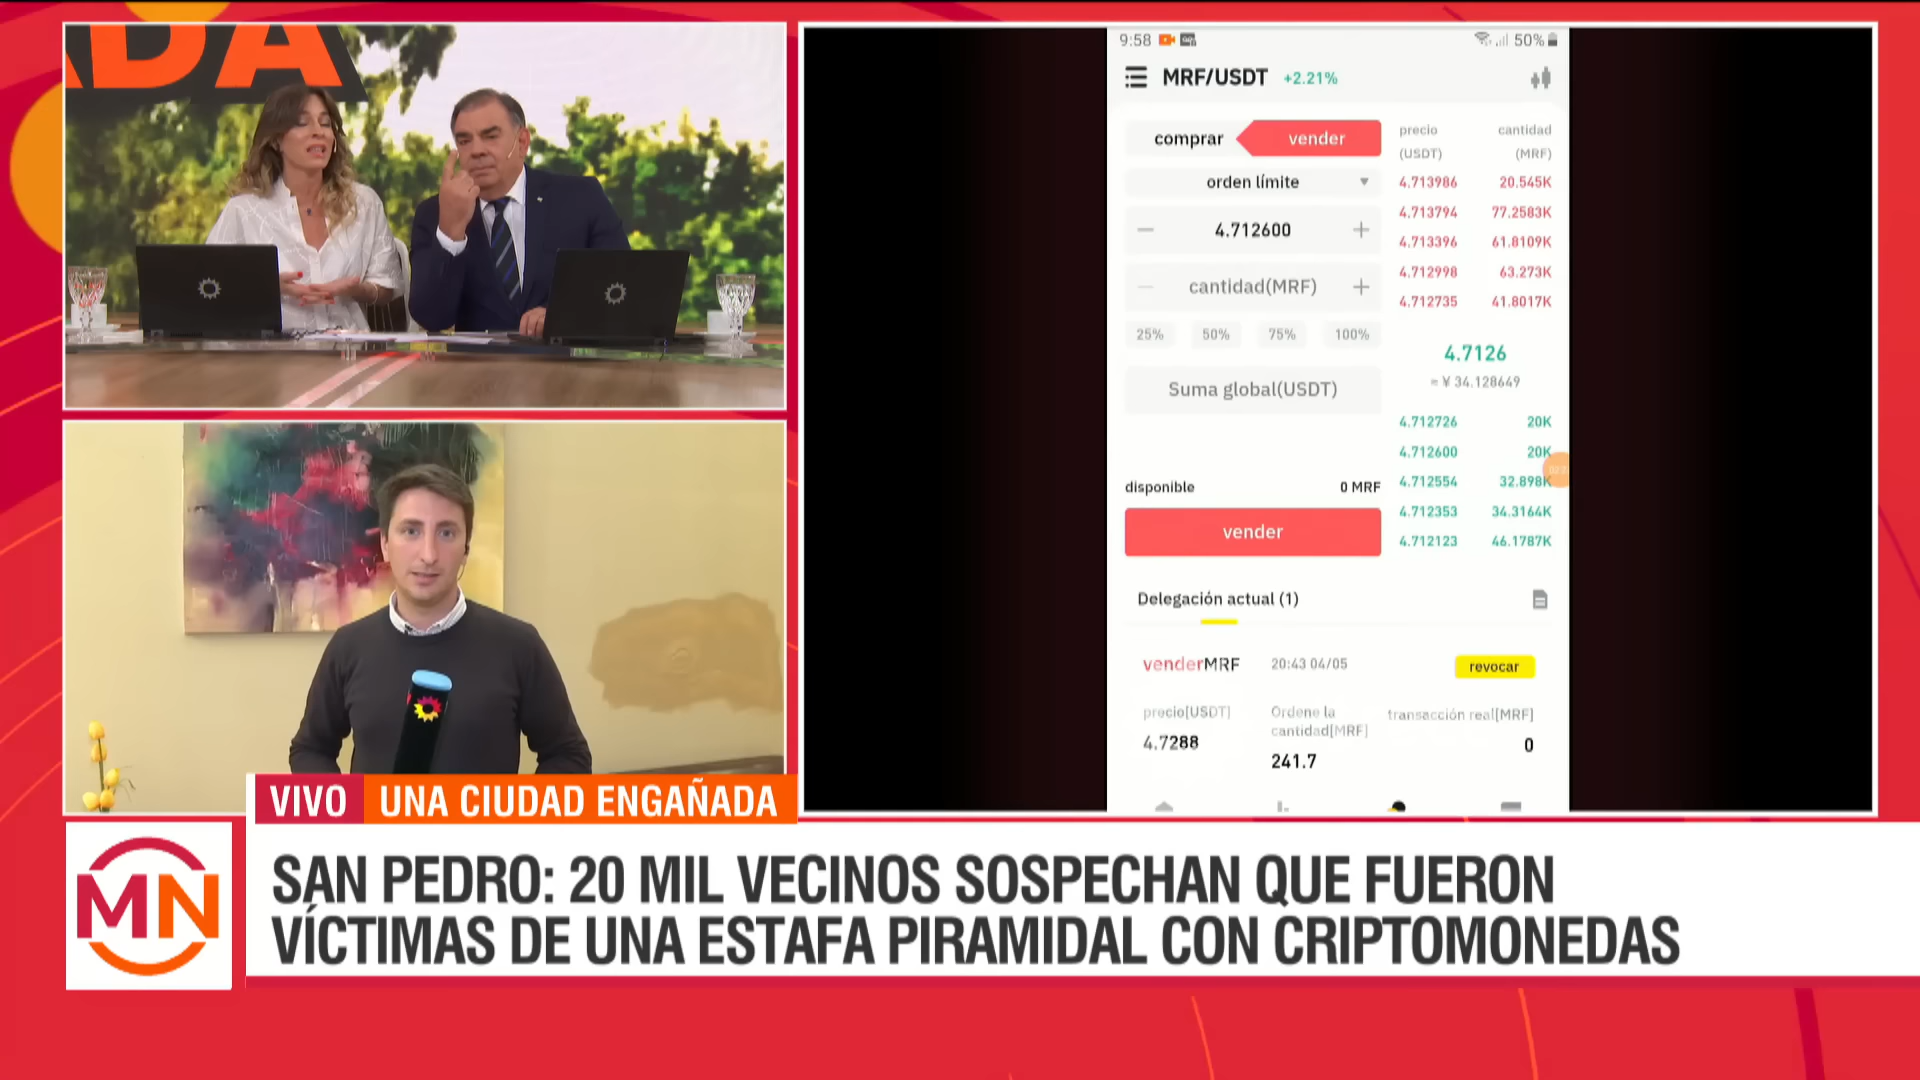 ADA
9:58
50%
MRF/USDT +2.21%
comprar vender
orden límite
4.712600
cantidad(MRF)
25% 50% 75% 100%
Suma global(USDT)
disponible 0 MRF
vender
precio cantidad
(USDT) (MRF)
4.713986 20.545K
4.713794 77.2583K
4.713396 61.8109K
4.712998 63.273K
4.712735 41.8017K
4.7126
≈ ¥ 34.128649
4.712726 20K
4.712600 20K
4.712554 32.898K
4.712353 34.3164K
4.712123 46.1787K
Delegación actual (1)
venderMRF 20:43 04/05 revocar
precio[USDT] Ordene la cantidad[MRF] transacción real[MRF]
4.7288 241.7 0
VIVO UNA CIUDAD ENGAÑADA
MN
SAN PEDRO: 20 MIL VECINOS SOSPECHAN QUE FUERON
VÍCTIMAS DE UNA ESTAFA PIRAMIDAL CON CRIPTOMONEDAS